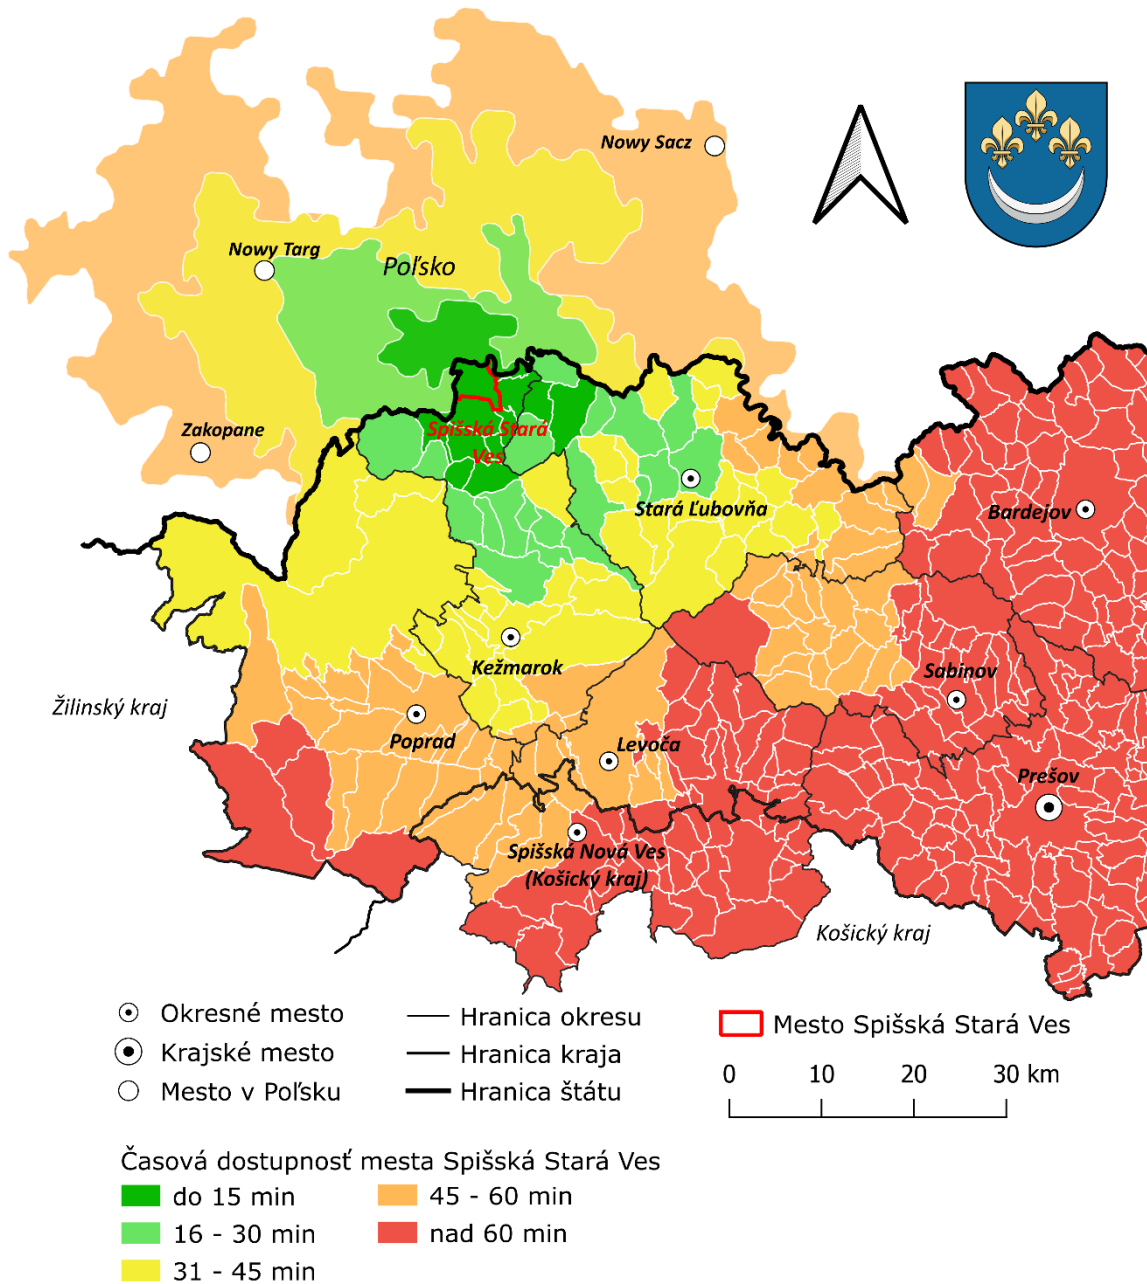 Nowy Sacz
Nowy Targ
Poľsko
Zakopane
Spišská Stará
Ves
Stará Ľubovňa
Bardejov
Kežmarok
Sabinov
Žilinský kraj
Poprad
Levoča
Prešov
Spišská Nová Ves
(Košický kraj)
Košický kraj
Okresné mesto
Krajské mesto
Mesto v Poľsku
Hranica okresu
Hranica kraja
Hranica štátu
Mesto Spišská Stará Ves
0 10 20 30 km
Časová dostupnosť mesta Spišská Stará Ves
do 15 min
16 - 30 min
31 - 45 min
45 - 60 min
nad 60 min